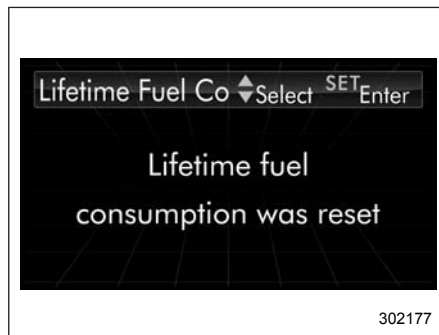 Lifetime Fuel Co Select SET Enter
Lifetime fuel
consumption was reset
302177